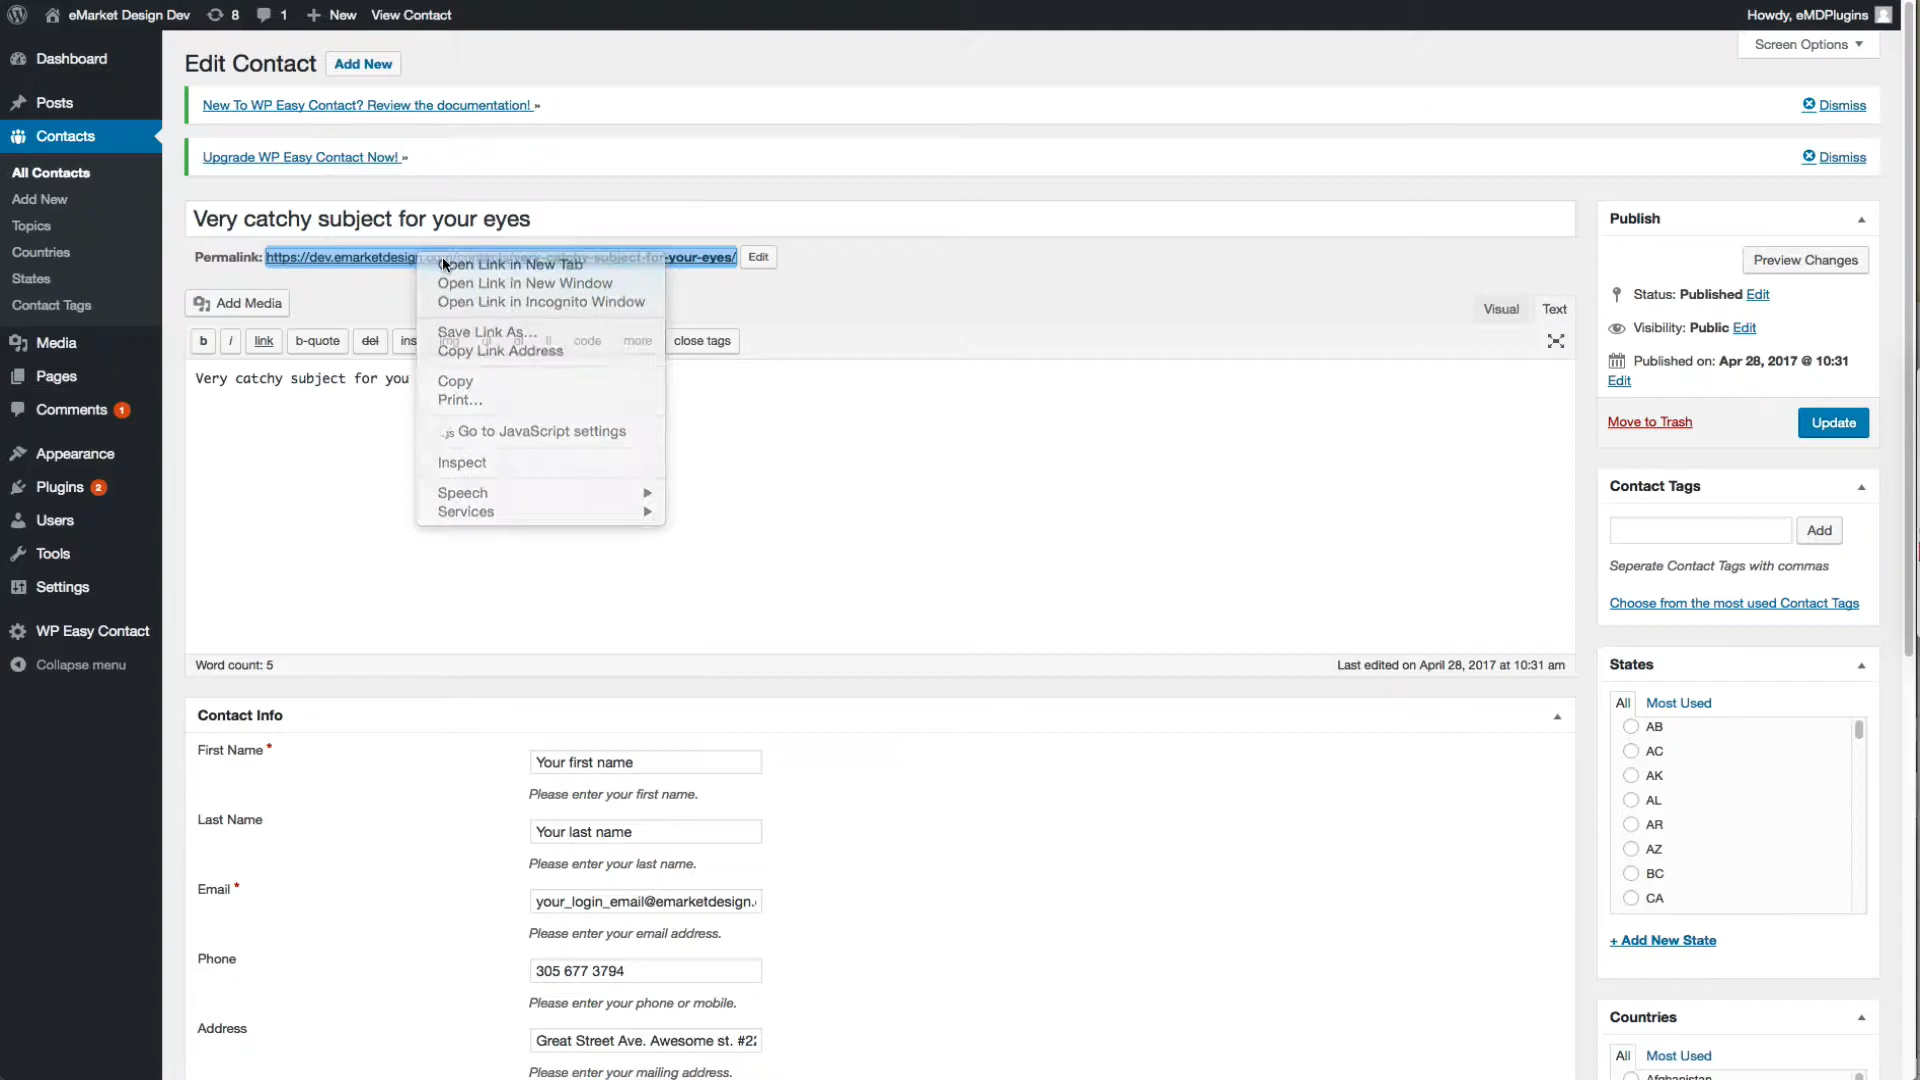 eMarket Design Dev 8 1 New View Contact Howdy, eMDPlugins
Screen Options
Dashboard
Posts
Contacts
All Contacts
Add New
Topics
Countries
States
Contact Tags
Media
Pages
Comments 1
Appearance
Plugins 2
Users
Tools
Settings
WP Easy Contact
Collapse menu
Edit Contact Add New
New To WP Easy Contact? Review the documentation! »
Dismiss
Upgrade WP Easy Contact Now! »
Dismiss
Very catchy subject for your eyes
Permalink: https://dev.emarketdesign.com/contacts/very-catchy-subject-for-your-eyes/ Edit
Add Media
Visual Text
b i link b-quote del ins img ul ol li code more close tags
Very catchy subject for you
Open Link in New Tab
Open Link in New Window
Open Link in Incognito Window
Save Link As...
Copy Link Address
Copy
Print...
Go to JavaScript settings
Inspect
Speech
Services
Word count: 5
Last edited on April 28, 2017 at 10:31 am
Contact Info
First Name *
Your first name
Please enter your first name.
Last Name
Your last name
Please enter your last name.
Email *
your_login_email@emarketdesign.
Please enter your email address.
Phone
305 677 3794
Please enter your phone or mobile.
Address
Great Street Ave. Awesome st. #22
Please enter your mailing address.
Publish
Preview Changes
Status: Published Edit
Visibility: Public Edit
Published on: Apr 28, 2017 @ 10:31
Edit
Move to Trash
Update
Contact Tags
Add
Seperate Contact Tags with commas
Choose from the most used Contact Tags
States
All Most Used
AB
AC
AK
AL
AR
AZ
BC
CA
+ Add New State
Countries
All Most Used
Afghanistan